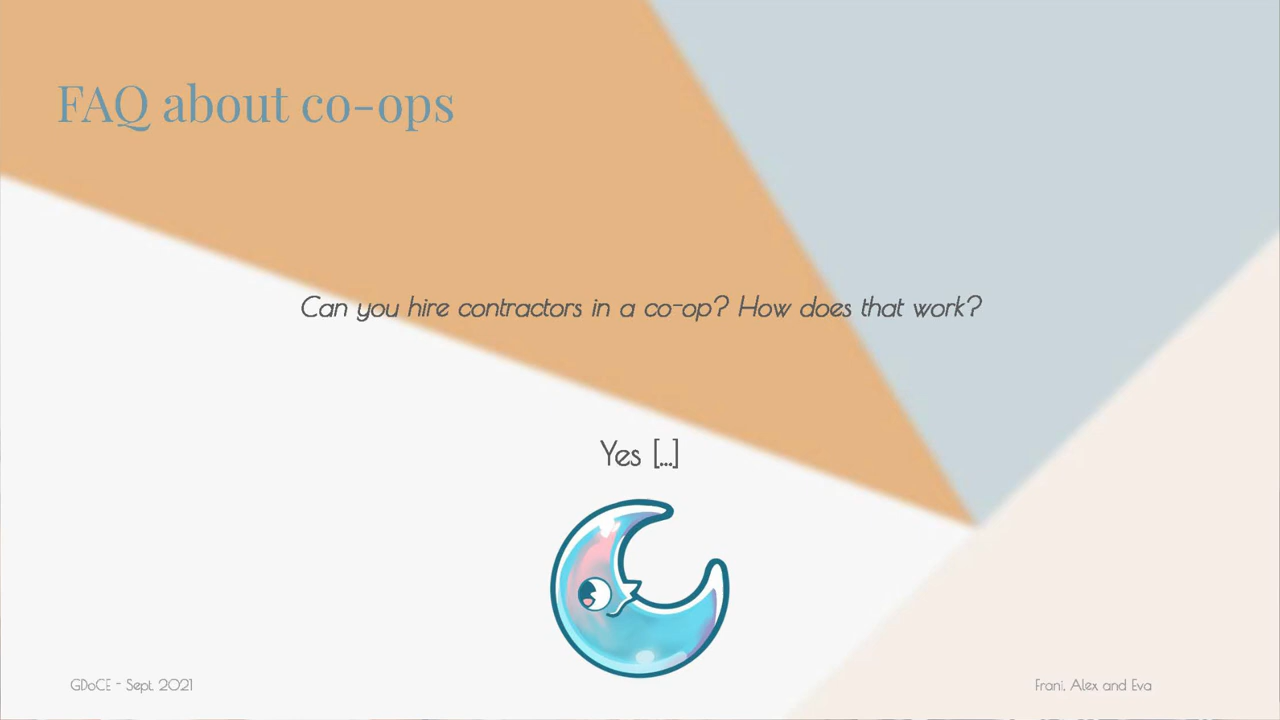 FAQ about co-ops
Can you hire contractors in a co-op? How does that work?
Yes [...]
GDoCE - Sept. 2021
Frani, Alex and Eva